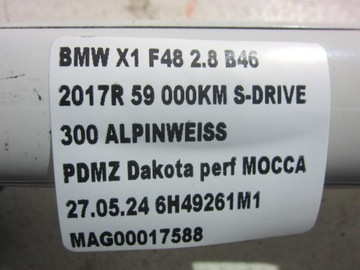 BMW X1 F48 2.8 B46
2017R 59 000KM S-DRIVE
300 ALPINWEISS
PDMZ Dakota perf MOCCA
27.05.24 6H49261M1
MAG00017588